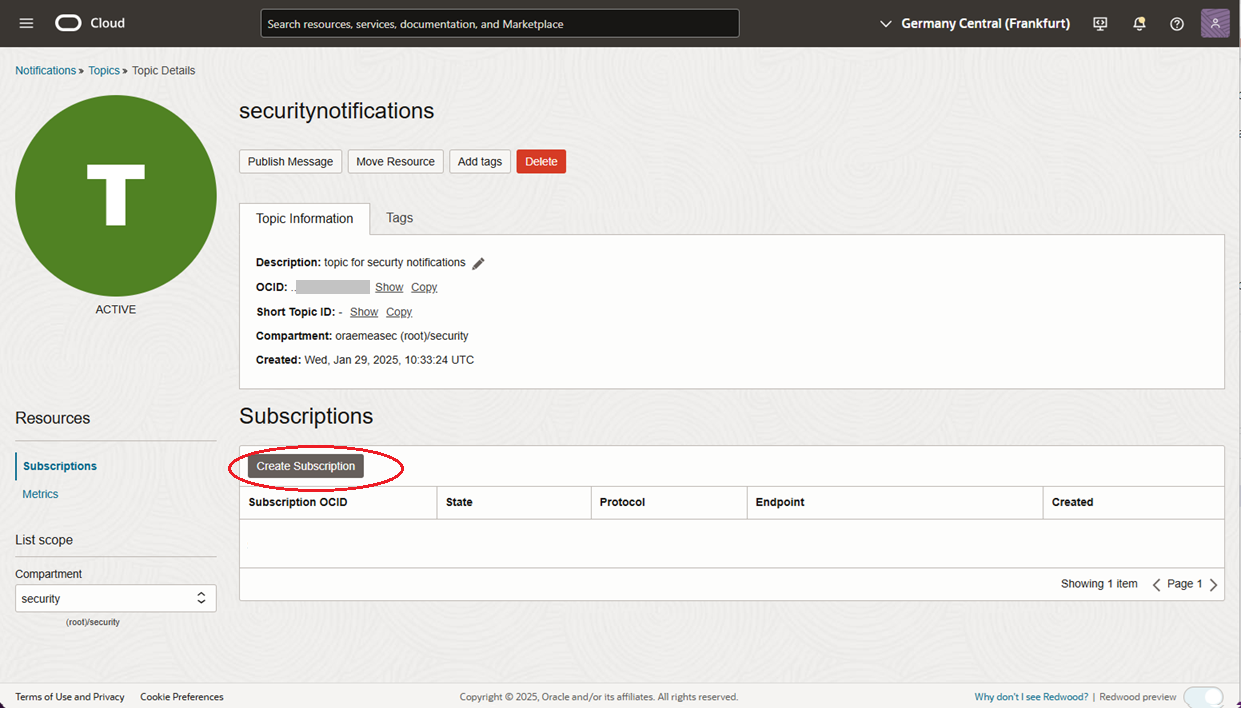 Cloud
Search resources, services, documentation, and Marketplace
Germany Central (Frankfurt)
Notifications » Topics » Topic Details
T
ACTIVE
securitynotifications
Publish Message Move Resource Add tags Delete
Topic Information Tags
Description: topic for securty notifications
OCID: .. Show Copy
Short Topic ID: - Show Copy
Compartment: oraemeasec (root)/security
Created: Wed, Jan 29, 2025, 10:33:24 UTC
Resources
Subscriptions
Metrics
List scope
Compartment
security
(root)/security
Subscriptions
Create Subscription
Subscription OCID State Protocol Endpoint Created
Showing 1 item Page 1
Terms of Use and Privacy Cookie Preferences Copyright © 2025, Oracle and/or its affiliates. All rights reserved. Why don't I see Redwood? | Redwood preview